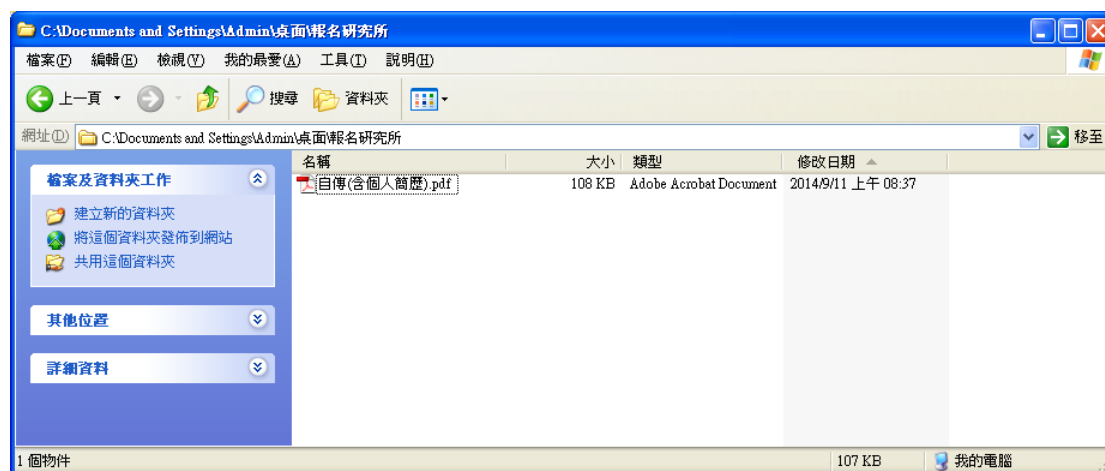 C:\Documents and Settings\Admin\桌面\報名研究所
檔案(F) 編輯(E) 檢視(V) 我的最愛(A) 工具(T) 說明(H)
上一頁 搜尋 資料夾
網址(D) C:\Documents and Settings\Admin\桌面\報名研究所 移至
名稱 大小 類型 修改日期
檔案及資料夾工作
自傳(含個人簡歷).pdf 108 KB Adobe Acrobat Document 2014/9/11 上午 08:37
建立新的資料夾
將這個資料夾發佈到網站
共用這個資料夾
其他位置
詳細資料
1 個物件 107 KB 我的電腦